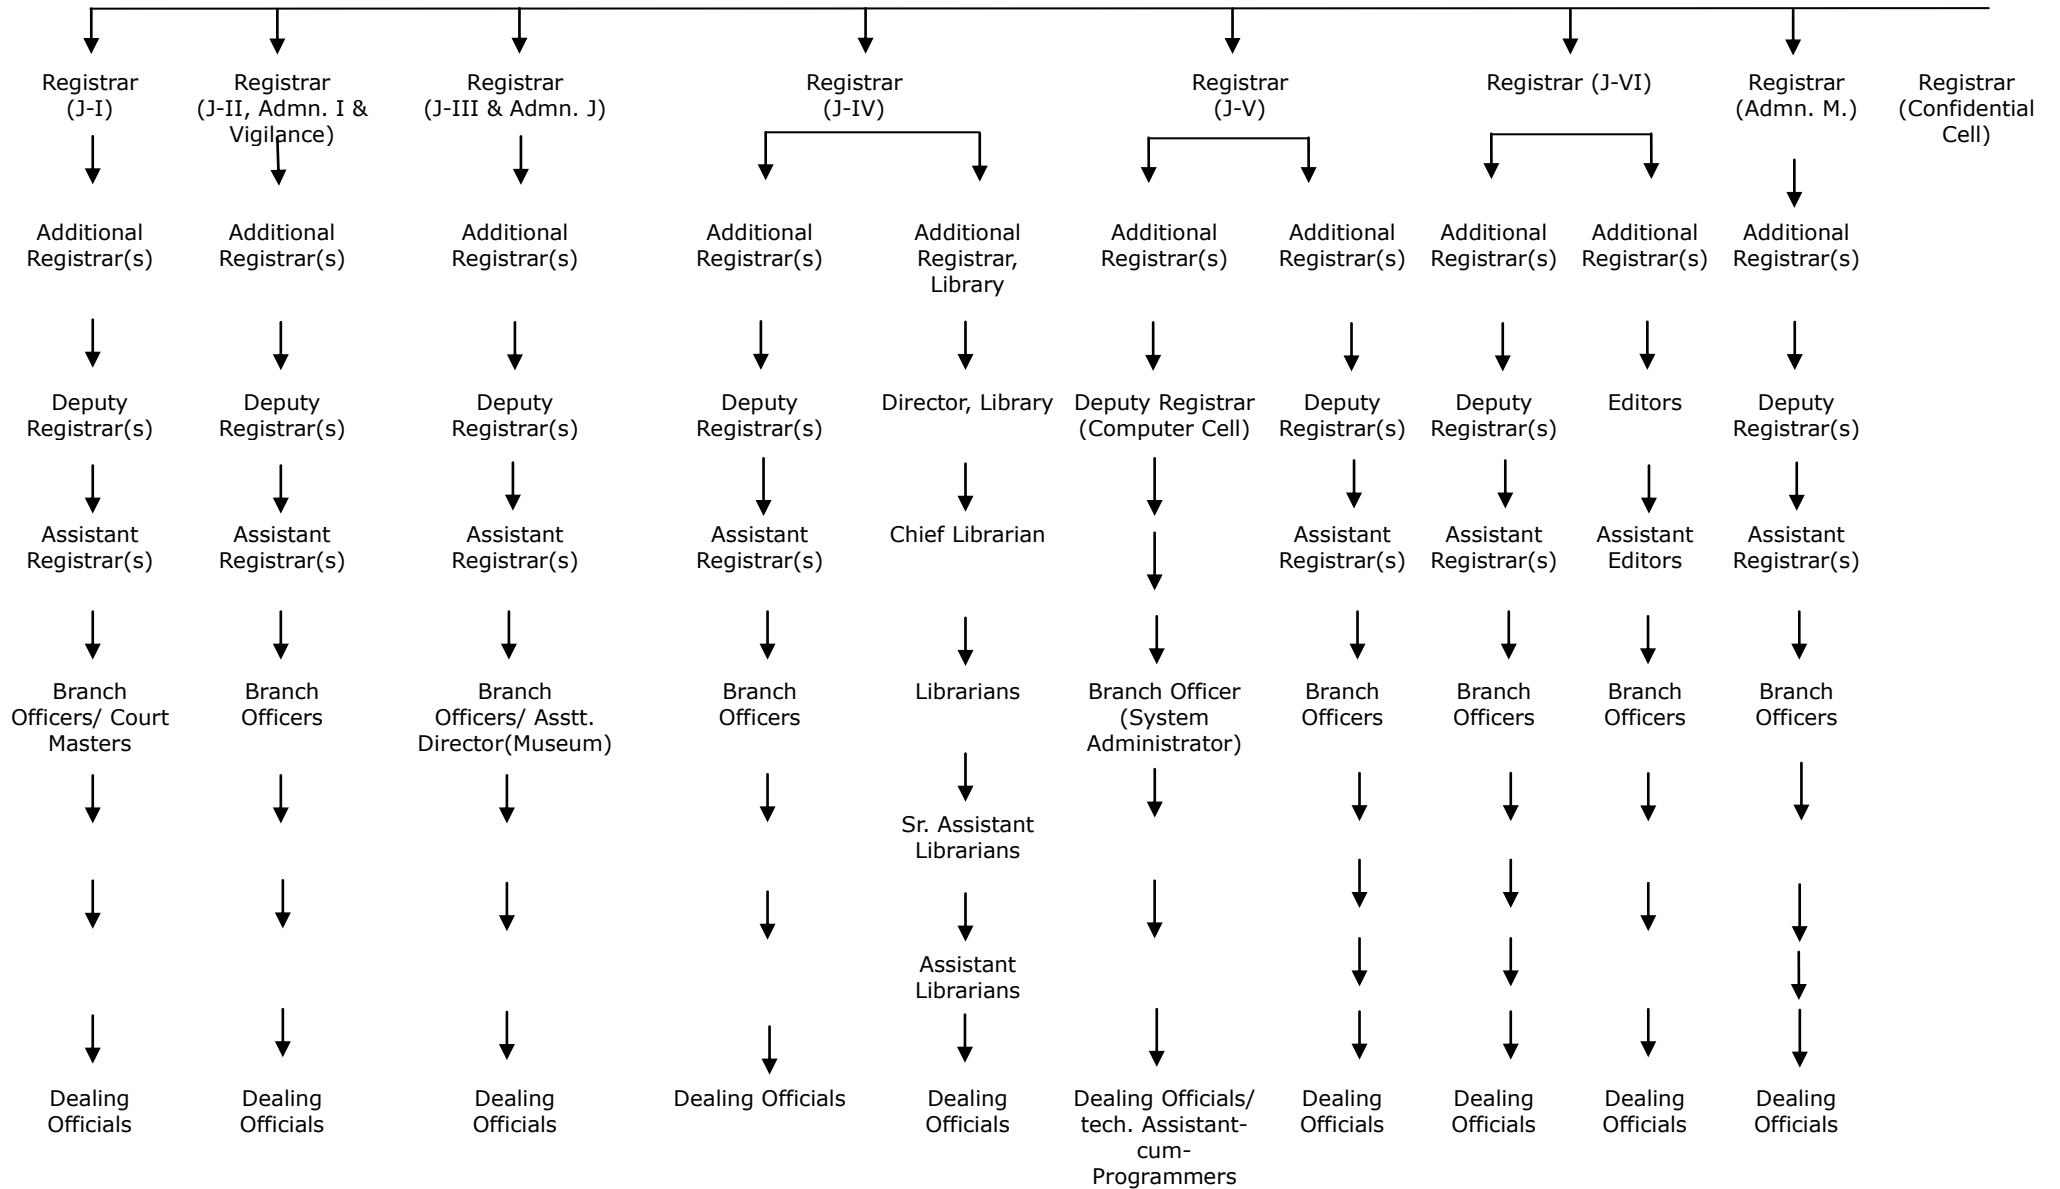 Registrar
(J-I)
Registrar
(J-II, Admn. I &
Vigilance)
Registrar
(J-III & Admn. J)
Registrar
(J-IV)
Registrar
(J-V)
Registrar (J-VI)
Registrar
(Admn. M.)
Registrar
(Confidential
Cell)
Additional
Registrar(s)
Additional
Registrar(s)
Additional
Registrar(s)
Additional
Registrar(s)
Additional
Registrar,
Library
Additional
Registrar(s)
Additional
Registrar(s)
Additional
Registrar(s)
Additional
Registrar(s)
Additional
Registrar(s)
Deputy
Registrar(s)
Deputy
Registrar(s)
Deputy
Registrar(s)
Deputy
Registrar(s)
Director, Library
Deputy Registrar
(Computer Cell)
Deputy
Registrar(s)
Deputy
Registrar(s)
Editors
Deputy
Registrar(s)
Assistant
Registrar(s)
Assistant
Registrar(s)
Assistant
Registrar(s)
Assistant
Registrar(s)
Chief Librarian
Assistant
Registrar(s)
Assistant
Registrar(s)
Assistant
Editors
Assistant
Registrar(s)
Branch
Officers/ Court
Masters
Branch
Officers
Branch
Officers/ Asstt.
Director(Museum)
Branch
Officers
Librarians
Branch Officer
(System
Administrator)
Branch
Officers
Branch
Officers
Branch
Officers
Branch
Officers
Sr. Assistant
Librarians
Assistant
Librarians
Dealing
Officials
Dealing
Officials
Dealing
Officials
Dealing Officials
Dealing
Officials
Dealing Officials/
tech. Assistant-
cum-
Programmers
Dealing
Officials
Dealing
Officials
Dealing
Officials
Dealing
Officials